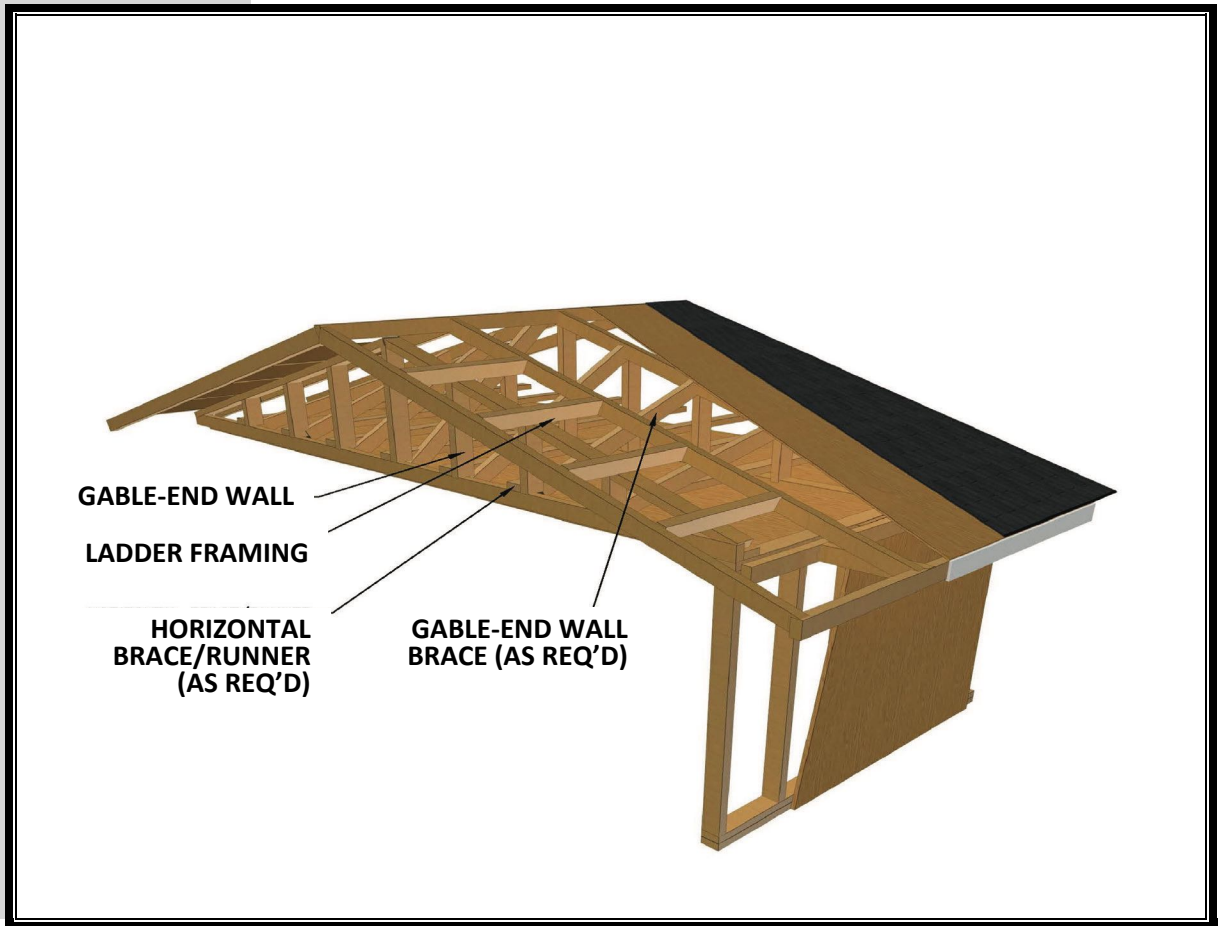 GABLE-END WALL
LADDER FRAMING
HORIZONTAL
BRACE/RUNNER
(AS REQ’D)
GABLE-END WALL
BRACE (AS REQ’D)